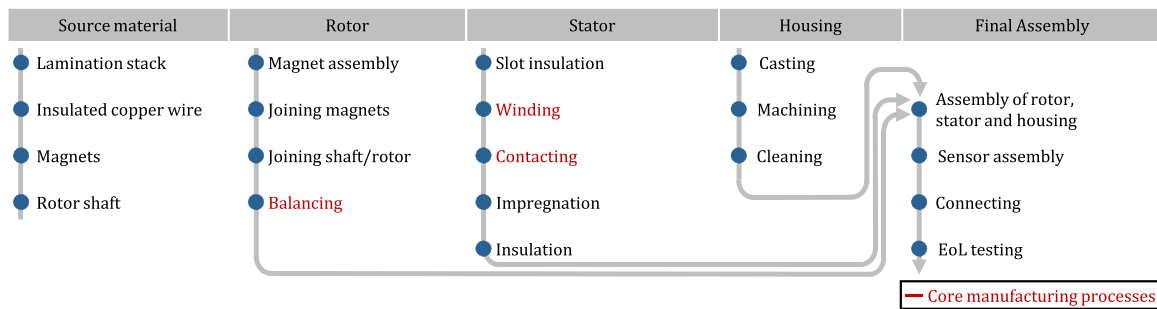 Source material
Rotor
Stator
Housing
Final Assembly
Lamination stack
Insulated copper wire
Magnets
Rotor shaft
Magnet assembly
Joining magnets
Joining shaft/rotor
Balancing
Slot insulation
Winding
Contacting
Impregnation
Insulation
Casting
Machining
Cleaning
Assembly of rotor,
stator and housing
Sensor assembly
Connecting
EoL testing
Core manufacturing processes